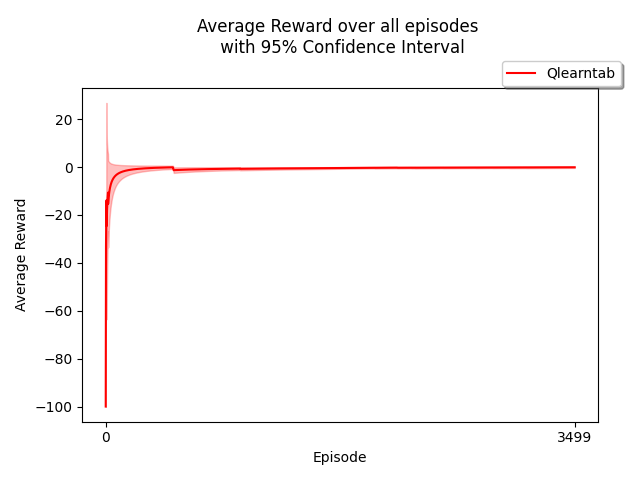 Average Reward over all episodes
with 95% Confidence Interval
Qlearntab
20
0
−20
−40
−60
−80
−100
Average Reward
0
3499
Episode